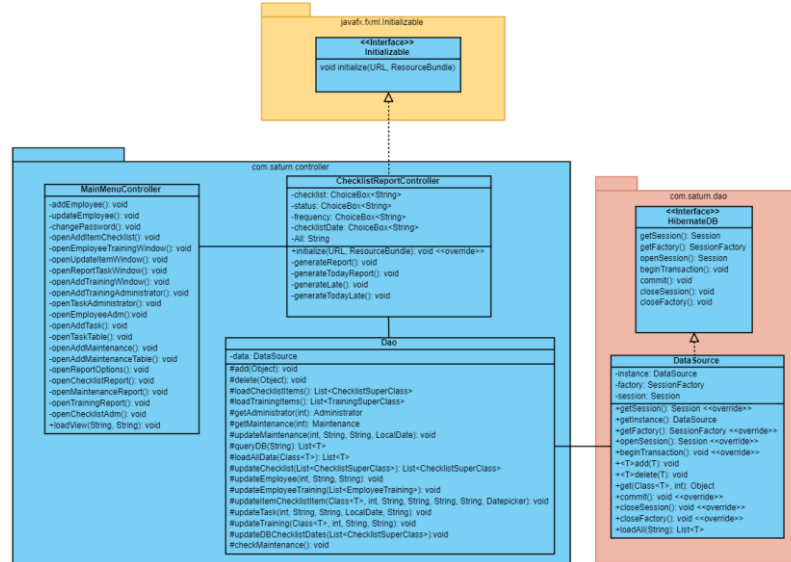 javafx.fxml.Initializable
<<Interface>>
Initializable
void initialize(URL, ResourceBundle)
com.saturn.controller
MainMenuController
-addEmployee(): void
-updateEmployee(): void
-changePassword(): void
-openAddItemChecklist(): void
-openEmployeeTrainingWindow(): void
-openUpdateItemWindow(): void
-openReportTaskWindow(): void
-openAddTrainingWindow(): void
-openAddTrainingAdministrator(): void
-openTaskAdministrator(): void
-openEmployeeAdm(): void
-openAddTask(): void
-openTaskTable(): void
-openAddMaintenance(): void
-openAddMaintenanceTable(): void
-openReportOptions(): void
-openChecklistReport(): void
-openMaintenanceReport(): void
-openTrainingReport(): void
-openChecklistAdm(): void
+loadView(String, String): void
ChecklistReportController
-checklist: ChoiceBox<String>
-status: ChoiceBox<String>
-frequency: ChoiceBox<String>
-checklistDate: ChoiceBox<String>
-All: String
+initialize(URL, ResourceBundle): void <<override>>
-generateReport(): void
-generateTodayReport(): void
-generateLate(): void
-generateTodayLate(): void
Dao
-data: DataSource
#add(Object): void
#delete(Object): void
#loadChecklistItems(): List<ChecklistSuperClass>
#loadTrainingItems(): List<TrainingSuperClass>
#getAdministrator(int): Administrator
#getMaintenance(int): Maintenance
#updateMaintenance(int, String, String, LocalDate): void
#queryDB(String): List<T>
#loadAllData(Class<T>): List<T>
#updateChecklist(List<ChecklistSuperClass>): List<ChecklistSuperClass>
#updateEmployee(int, String, String): void
#updateEmployeeTraining(List<EmployeeTraining>): void
#updateItemChecklistItem(Class<T>, int, String, String, String, String, Datepicker): void
#updateTask(int, String, String, LocalDate, String): void
#updateTraining(Class<T>, int, String, String): void
#updateDBChecklistDates(List<ChecklistSuperClass>):void
#checkMaintenance(): void
com.saturn.dao
<<Interface>>
HibernateDB
getSession(): Session
getFactory(): SessionFactory
openSession(): Session
beginTransaction(): void
commit(): void
closeSession(): void
closeFactory(): void
DataSource
-instance: DataSource
-factory: SessionFactory
-session: Session
+getSession(): Session <<override>>
+getInstance(): DataSource
+getFactory(): SessionFactory <<override>>
+openSession(): Session <<override>>
+beginTransaction(): void <<override>>
+<T>add(T): void
+<T>delete(T): void
+get(Class<T>, int): Object
+commit(): void <<override>>
+closeSession(): void <<override>>
+closeFactory(): void <<override>>
+loadAll(String): List<T>